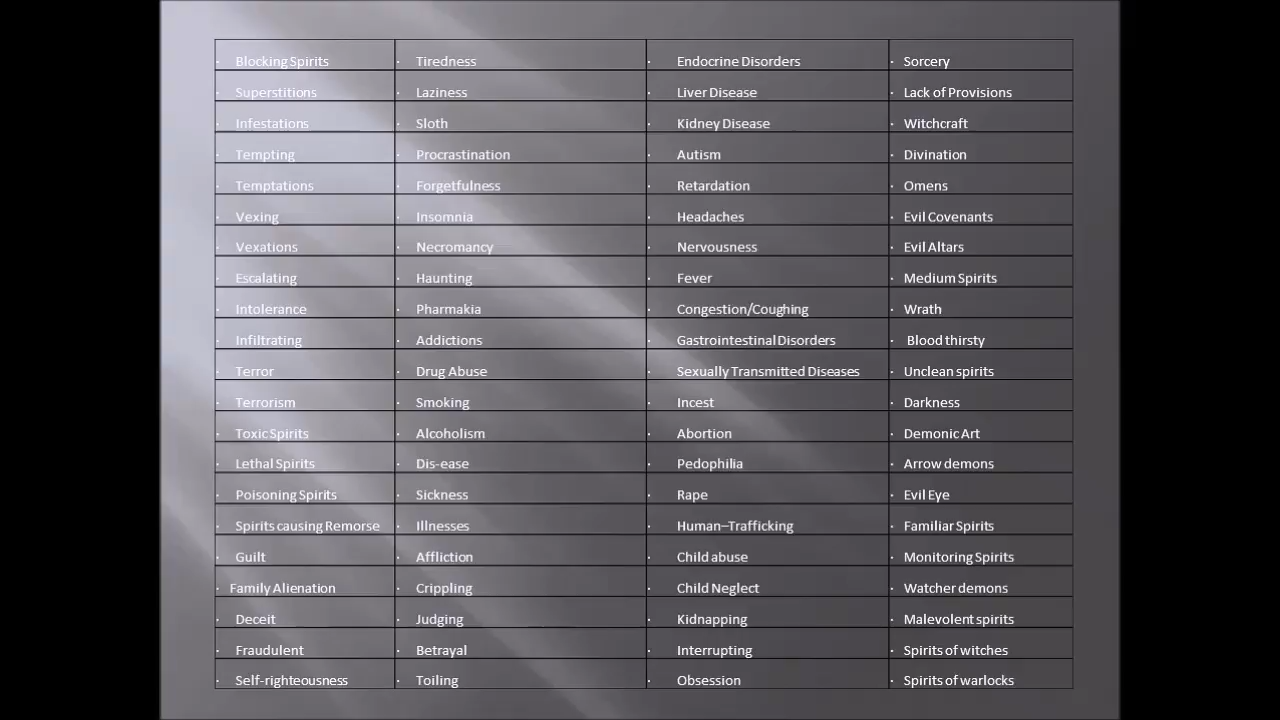 · Blocking Spirits · Tiredness · Endocrine Disorders · Sorcery
· Superstitions · Laziness · Liver Disease · Lack of Provisions
· Infestations · Sloth · Kidney Disease · Witchcraft
· Tempting · Procrastination · Autism · Divination
· Temptations · Forgetfulness · Retardation · Omens
· Vexing · Insomnia · Headaches · Evil Covenants
· Vexations · Necromancy · Nervousness · Evil Altars
· Escalating · Haunting · Fever · Medium Spirits
· Intolerance · Pharmakia · Congestion/Coughing · Wrath
· Infiltrating · Addictions · Gastrointestinal Disorders · Blood thirsty
· Terror · Drug Abuse · Sexually Transmitted Diseases · Unclean spirits
· Terrorism · Smoking · Incest · Darkness
· Toxic Spirits · Alcoholism · Abortion · Demonic Art
· Lethal Spirits · Dis-ease · Pedophilia · Arrow demons
· Poisoning Spirits · Sickness · Rape · Evil Eye
· Spirits causing Remorse · Illnesses · Human–Trafficking · Familiar Spirits
· Guilt · Affliction · Child abuse · Monitoring Spirits
· Family Alienation · Crippling · Child Neglect · Watcher demons
· Deceit · Judging · Kidnapping · Malevolent spirits
· Fraudulent · Betrayal · Interrupting · Spirits of witches
· Self-righteousness · Toiling · Obsession · Spirits of warlocks